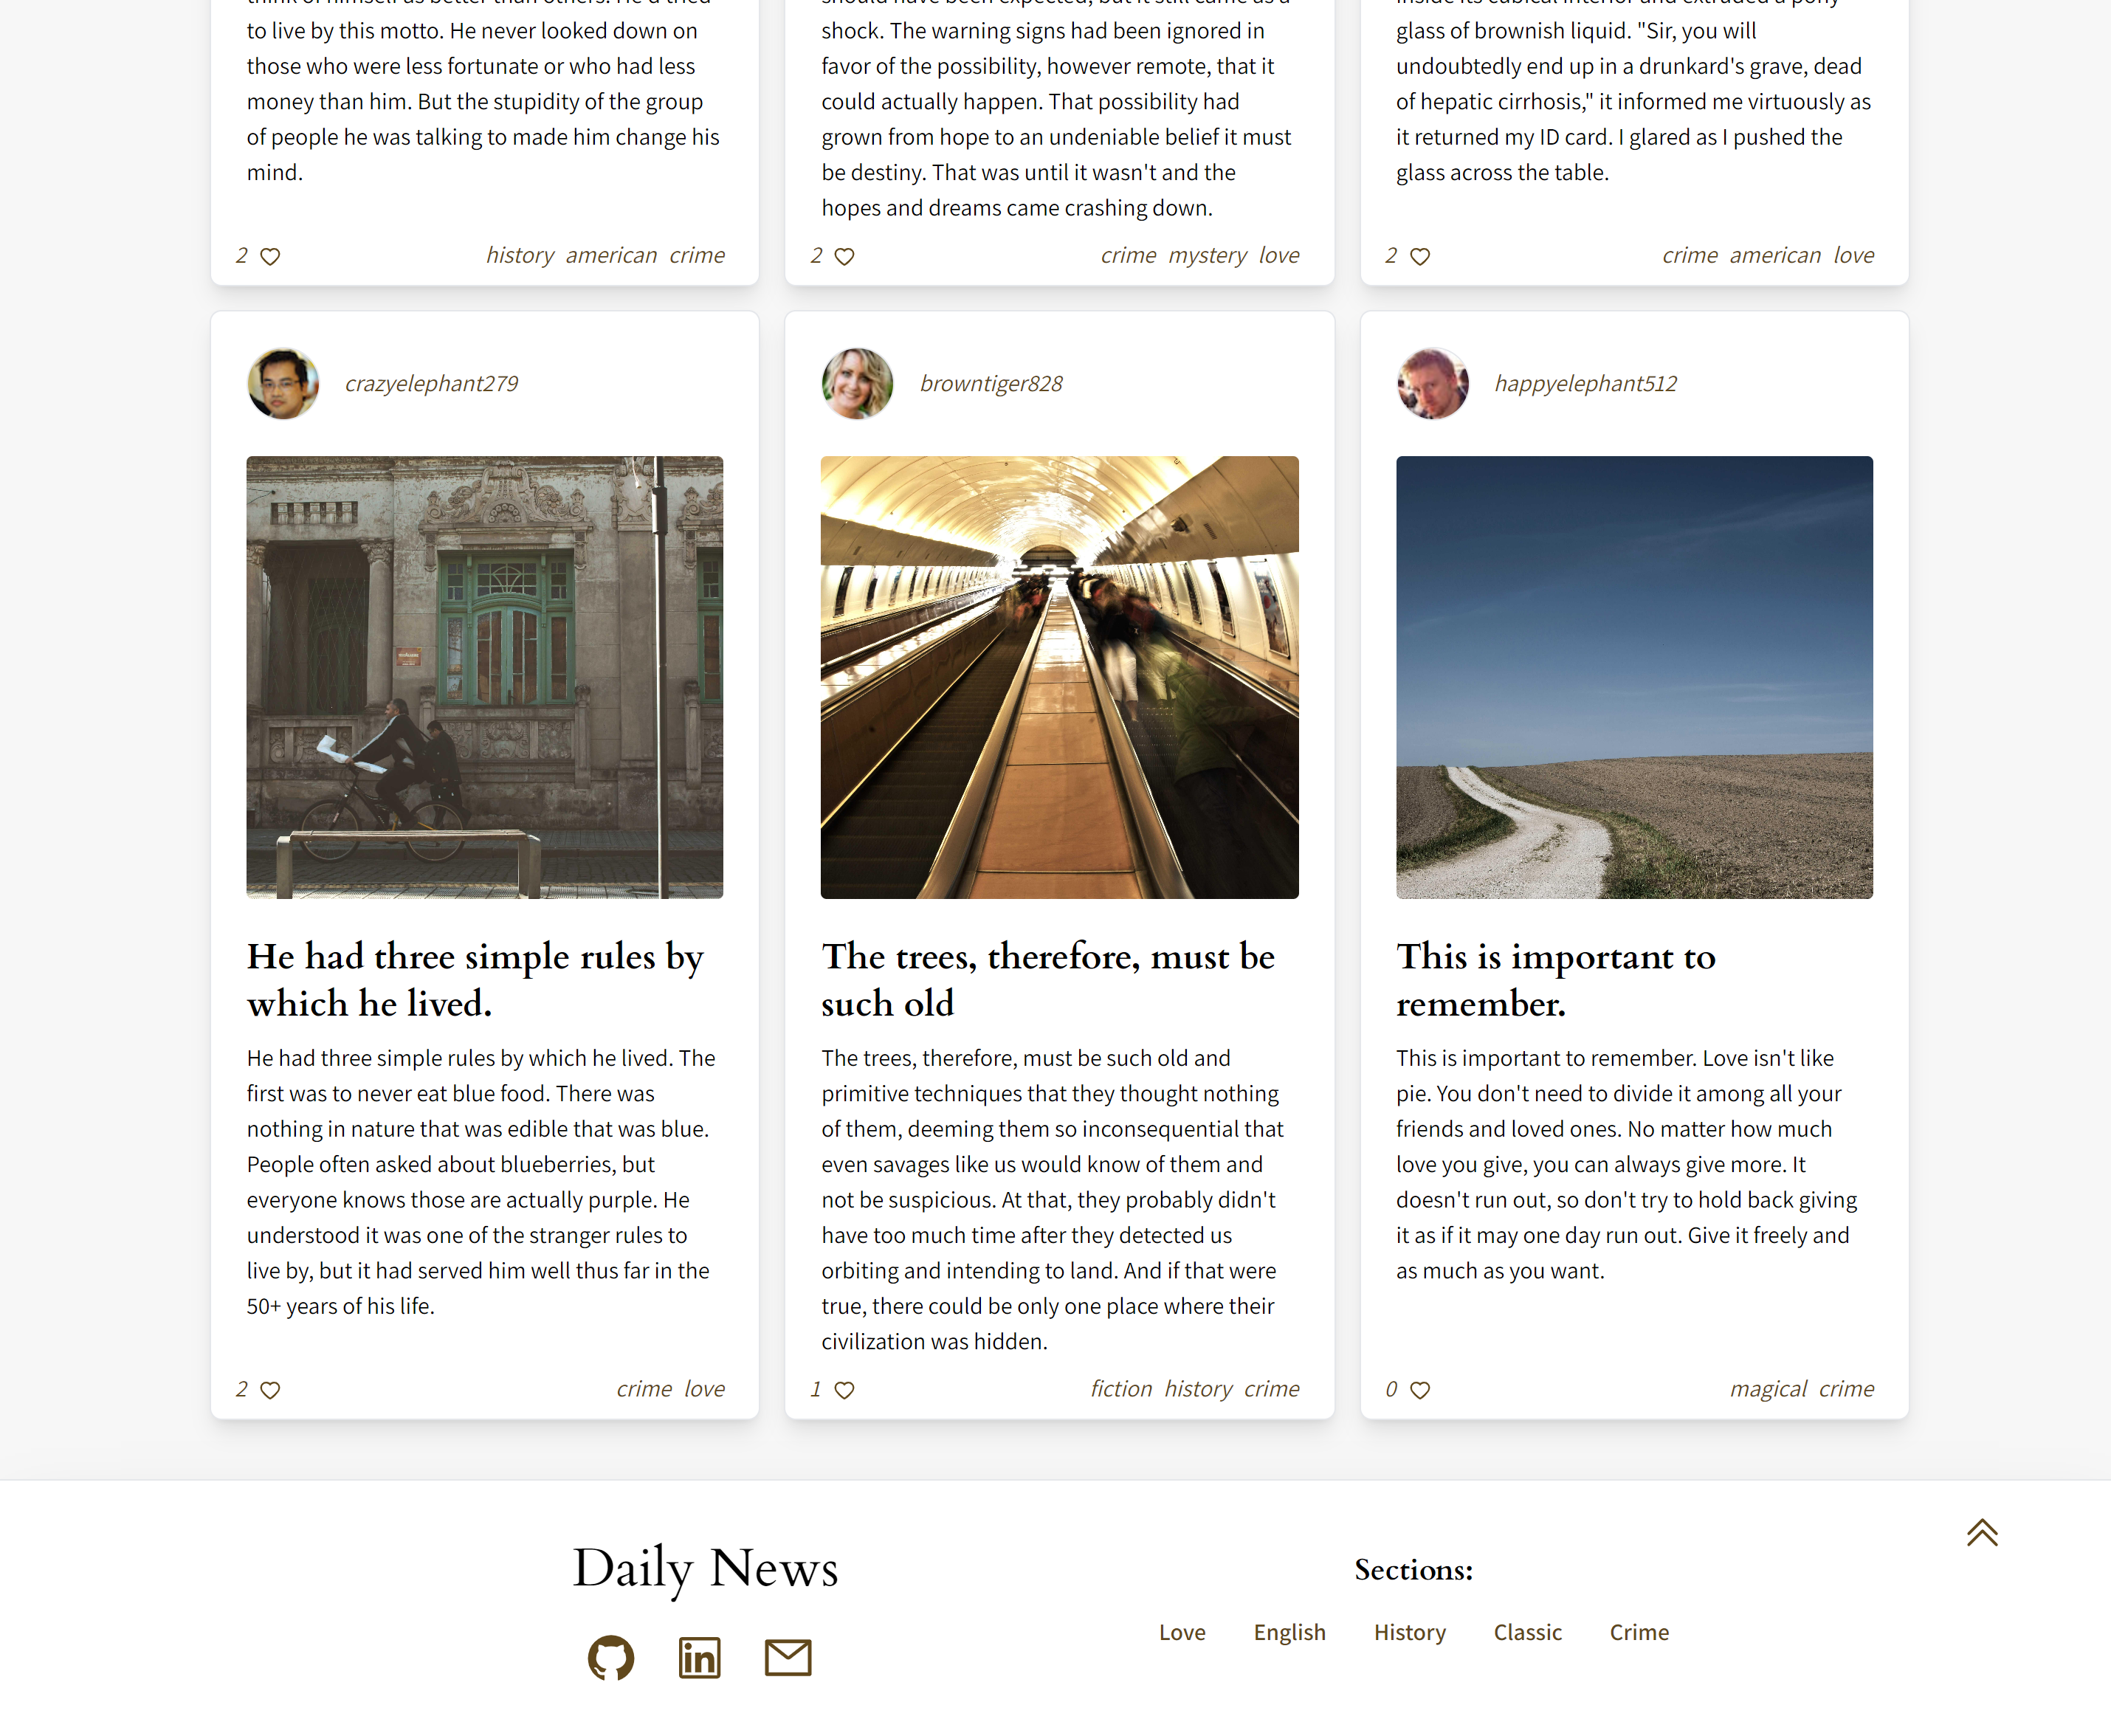 to live by this motto. He never looked down on
those who were less fortunate or who had less
money than him. But the stupidity of the group
of people he was talking to made him change his
mind.
2
history american crime
shock. The warning signs had been ignored in
favor of the possibility, however remote, that it
could actually happen. That possibility had
grown from hope to an undeniable belief it must
be destiny. That was until it wasn't and the
hopes and dreams came crashing down.
2
crime mystery love
glass of brownish liquid. "Sir, you will
undoubtedly end up in a drunkard's grave, dead
of hepatic cirrhosis," it informed me virtuously as
it returned my ID card. I glared as I pushed the
glass across the table.
2
crime american love
crazyelephant279
He had three simple rules by
which he lived.
He had three simple rules by which he lived. The
first was to never eat blue food. There was
nothing in nature that was edible that was blue.
People often asked about blueberries, but
everyone knows those are actually purple. He
understood it was one of the stranger rules to
live by, but it had served him well thus far in the
50+ years of his life.
2
crime love
browntiger828
The trees, therefore, must be
such old
The trees, therefore, must be such old and
primitive techniques that they thought nothing
of them, deeming them so inconsequential that
even savages like us would know of them and
not be suspicious. At that, they probably didn't
have too much time after they detected us
orbiting and intending to land. And if that were
true, there could be only one place where their
civilization was hidden.
1
fiction history crime
happyelephant512
This is important to
remember.
This is important to remember. Love isn't like
pie. You don't need to divide it among all your
friends and loved ones. No matter how much
love you give, you can always give more. It
doesn't run out, so don't try to hold back giving
it as if it may one day run out. Give it freely and
as much as you want.
0
magical crime
Daily News
in
Sections:
Love English History Classic Crime